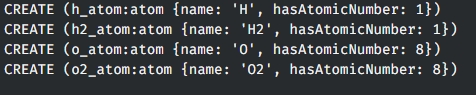 CREATE (h_atom:atom {name: 'H', hasAtomicNumber: 1})
CREATE (h2_atom:atom {name: 'H2', hasAtomicNumber: 1})
CREATE (o_atom:atom {name: 'O', hasAtomicNumber: 8})
CREATE (o2_atom:atom {name: 'O2', hasAtomicNumber: 8})